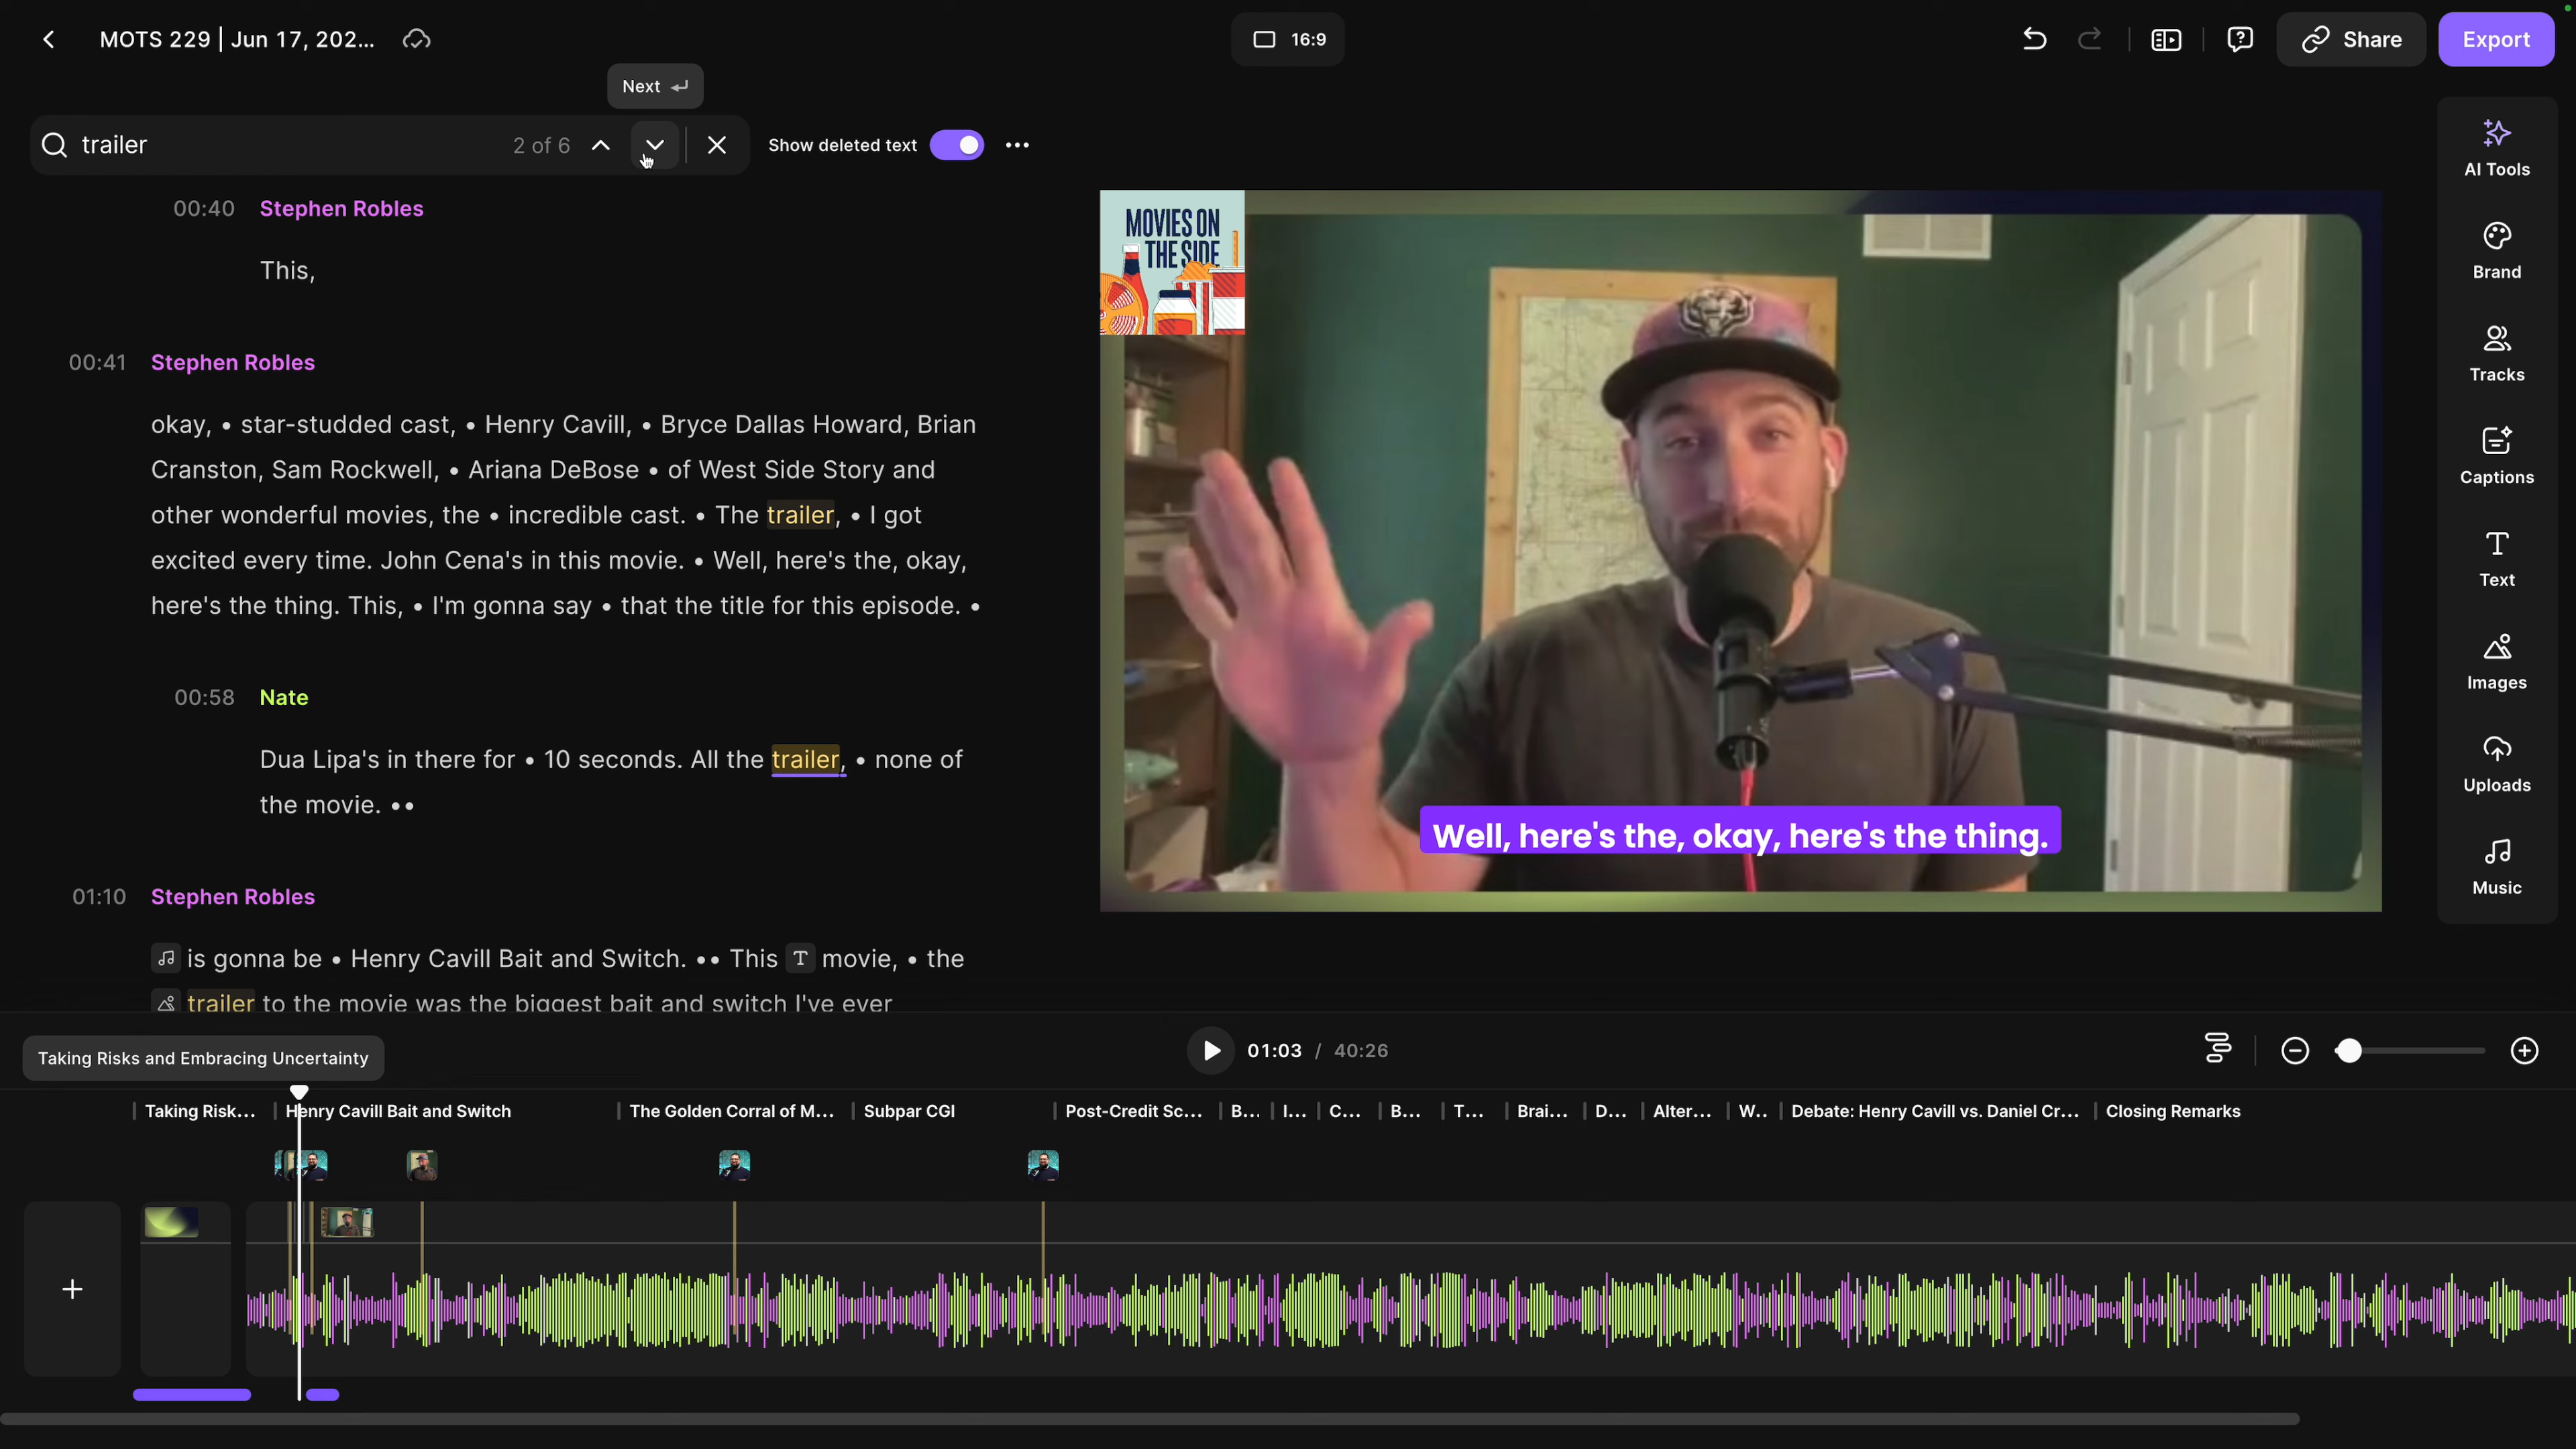 MOTS 229 | Jun 17, 202...
16:9
Share
Export
Next
trailer
2 of 6
Show deleted text
00:40 Stephen Robles
This,
00:41 Stephen Robles
okay, • star-studded cast, • Henry Cavill, • Bryce Dallas Howard, Brian
Cranston, Sam Rockwell, • Ariana DeBose • of West Side Story and
other wonderful movies, the • incredible cast. • The trailer, • I got
excited every time. John Cena's in this movie. • Well, here's the, okay,
here's the thing. This, • I'm gonna say • that the title for this episode. •
00:58 Nate
Dua Lipa's in there for • 10 seconds. All the trailer, • none of
the movie. ••
01:10 Stephen Robles
is gonna be • Henry Cavill Bait and Switch. •• This T movie, • the
trailer to the movie was the biggest bait and switch I've ever
MOVIES ON
THE SIDE
Well, here's the, okay, here's the thing.
AI Tools
Brand
Tracks
Captions
Text
Images
Uploads
Music
Taking Risks and Embracing Uncertainty
01:03 / 40:26
Taking Risk...
Henry Cavill Bait and Switch
The Golden Corral of M...
Subpar CGI
Post-Credit Sc...
B...
I...
C...
B...
T...
Brai...
D...
Alter...
W..
Debate: Henry Cavill vs. Daniel Cr...
Closing Remarks